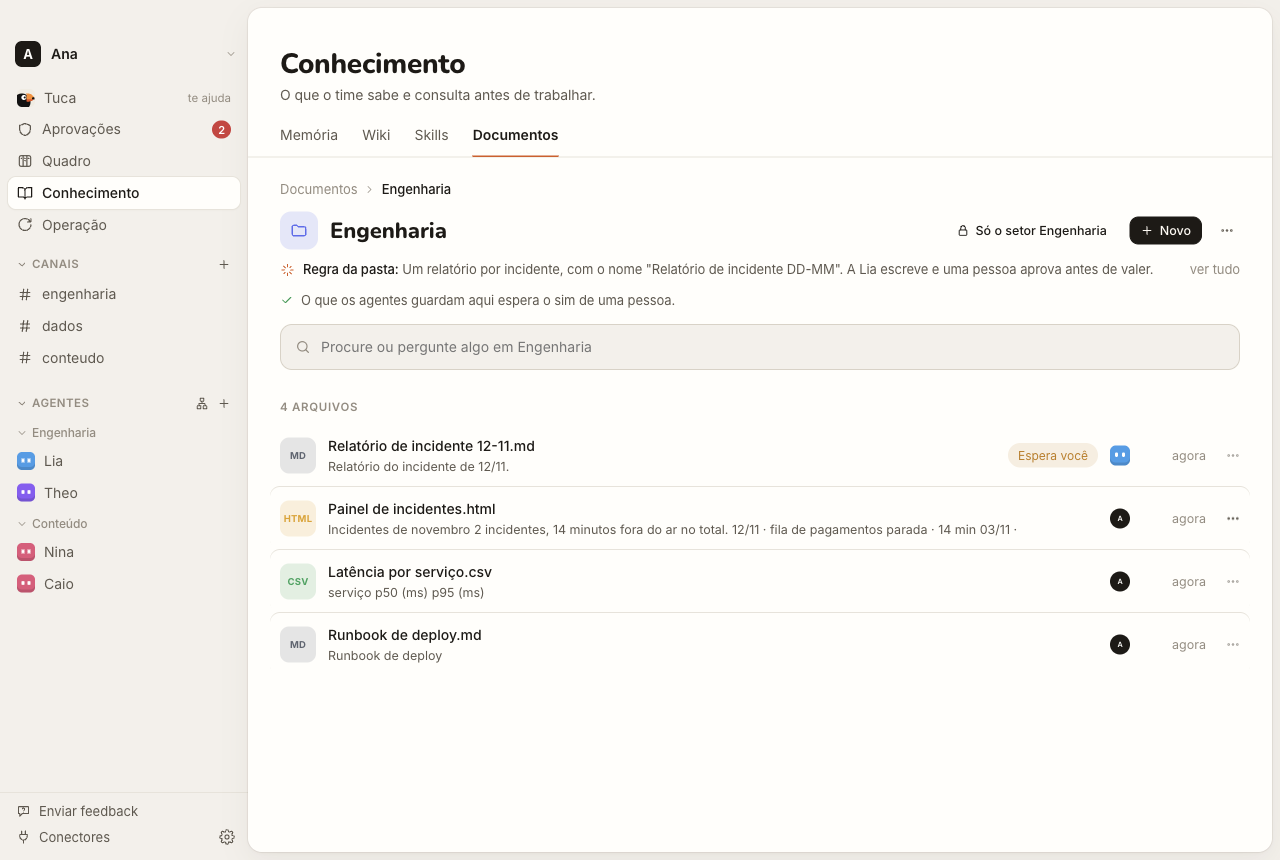 A Ana
Tuca te ajuda
Aprovações 2
Quadro
Conhecimento
Operação
CANAIS
# engenharia
# dados
# conteudo
AGENTES
Engenharia
Lia
Theo
Conteúdo
Nina
Caio
Enviar feedback
Conectores
Conhecimento
O que o time sabe e consulta antes de trabalhar.
Memória Wiki Skills Documentos
Documentos › Engenharia
Engenharia Só o setor Engenharia + Novo
Regra da pasta: Um relatório por incidente, com o nome "Relatório de incidente DD-MM". A Lia escreve e uma pessoa aprova antes de valer. ver tudo
O que os agentes guardam aqui espera o sim de uma pessoa.
Procure ou pergunte algo em Engenharia
4 ARQUIVOS
MD Relatório de incidente 12-11.md Espera você agora
Relatório do incidente de 12/11.
HTML Painel de incidentes.html A agora
Incidentes de novembro 2 incidentes, 14 minutos fora do ar no total. 12/11 · fila de pagamentos parada · 14 min 03/11 ·
CSV Latência por serviço.csv A agora
serviço p50 (ms) p95 (ms)
MD Runbook de deploy.md A agora
Runbook de deploy